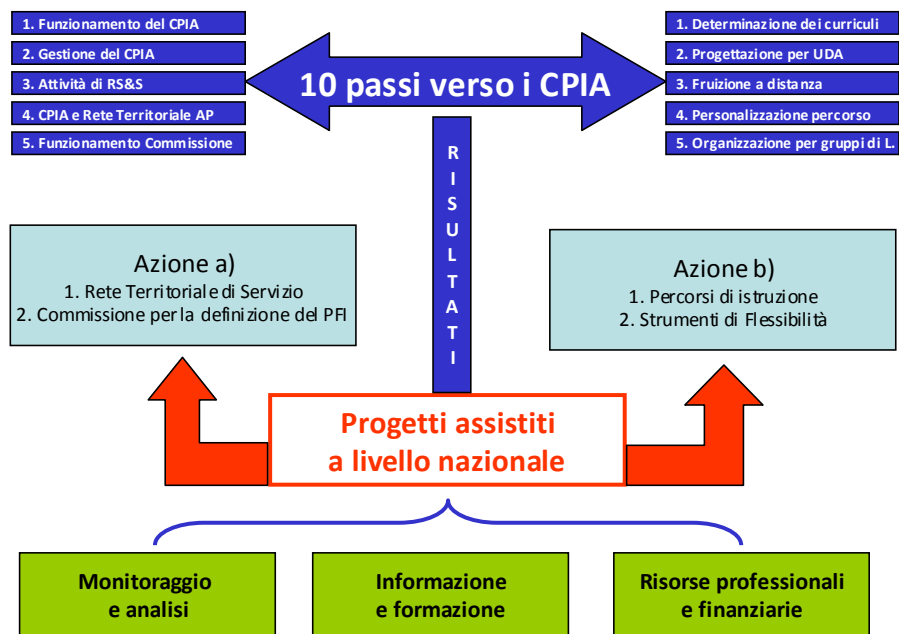 1. Funzionamento del CPIA
2. Gestione del CPIA
3. Attività di RS&S
4. CPIA e Rete Territoriale AP
5. Funzionamento Commissione
10 passi verso i CPIA
1. Determinazione dei curriculi
2. Progettazione per UDA
3. Fruizione a distanza
4. Personalizzazione percorso
5. Organizzazione per gruppi di L.
RISULTATI
Azione a)
1. Rete Territoriale di Servizio
2. Commissione per la definizione del PFI
Azione b)
1. Percorsi di istruzione
2. Strumenti di Flessibilità
Progetti assistiti
a livello nazionale
Monitoraggio
e analisi
Informazione
e formazione
Risorse professionali
e finanziarie